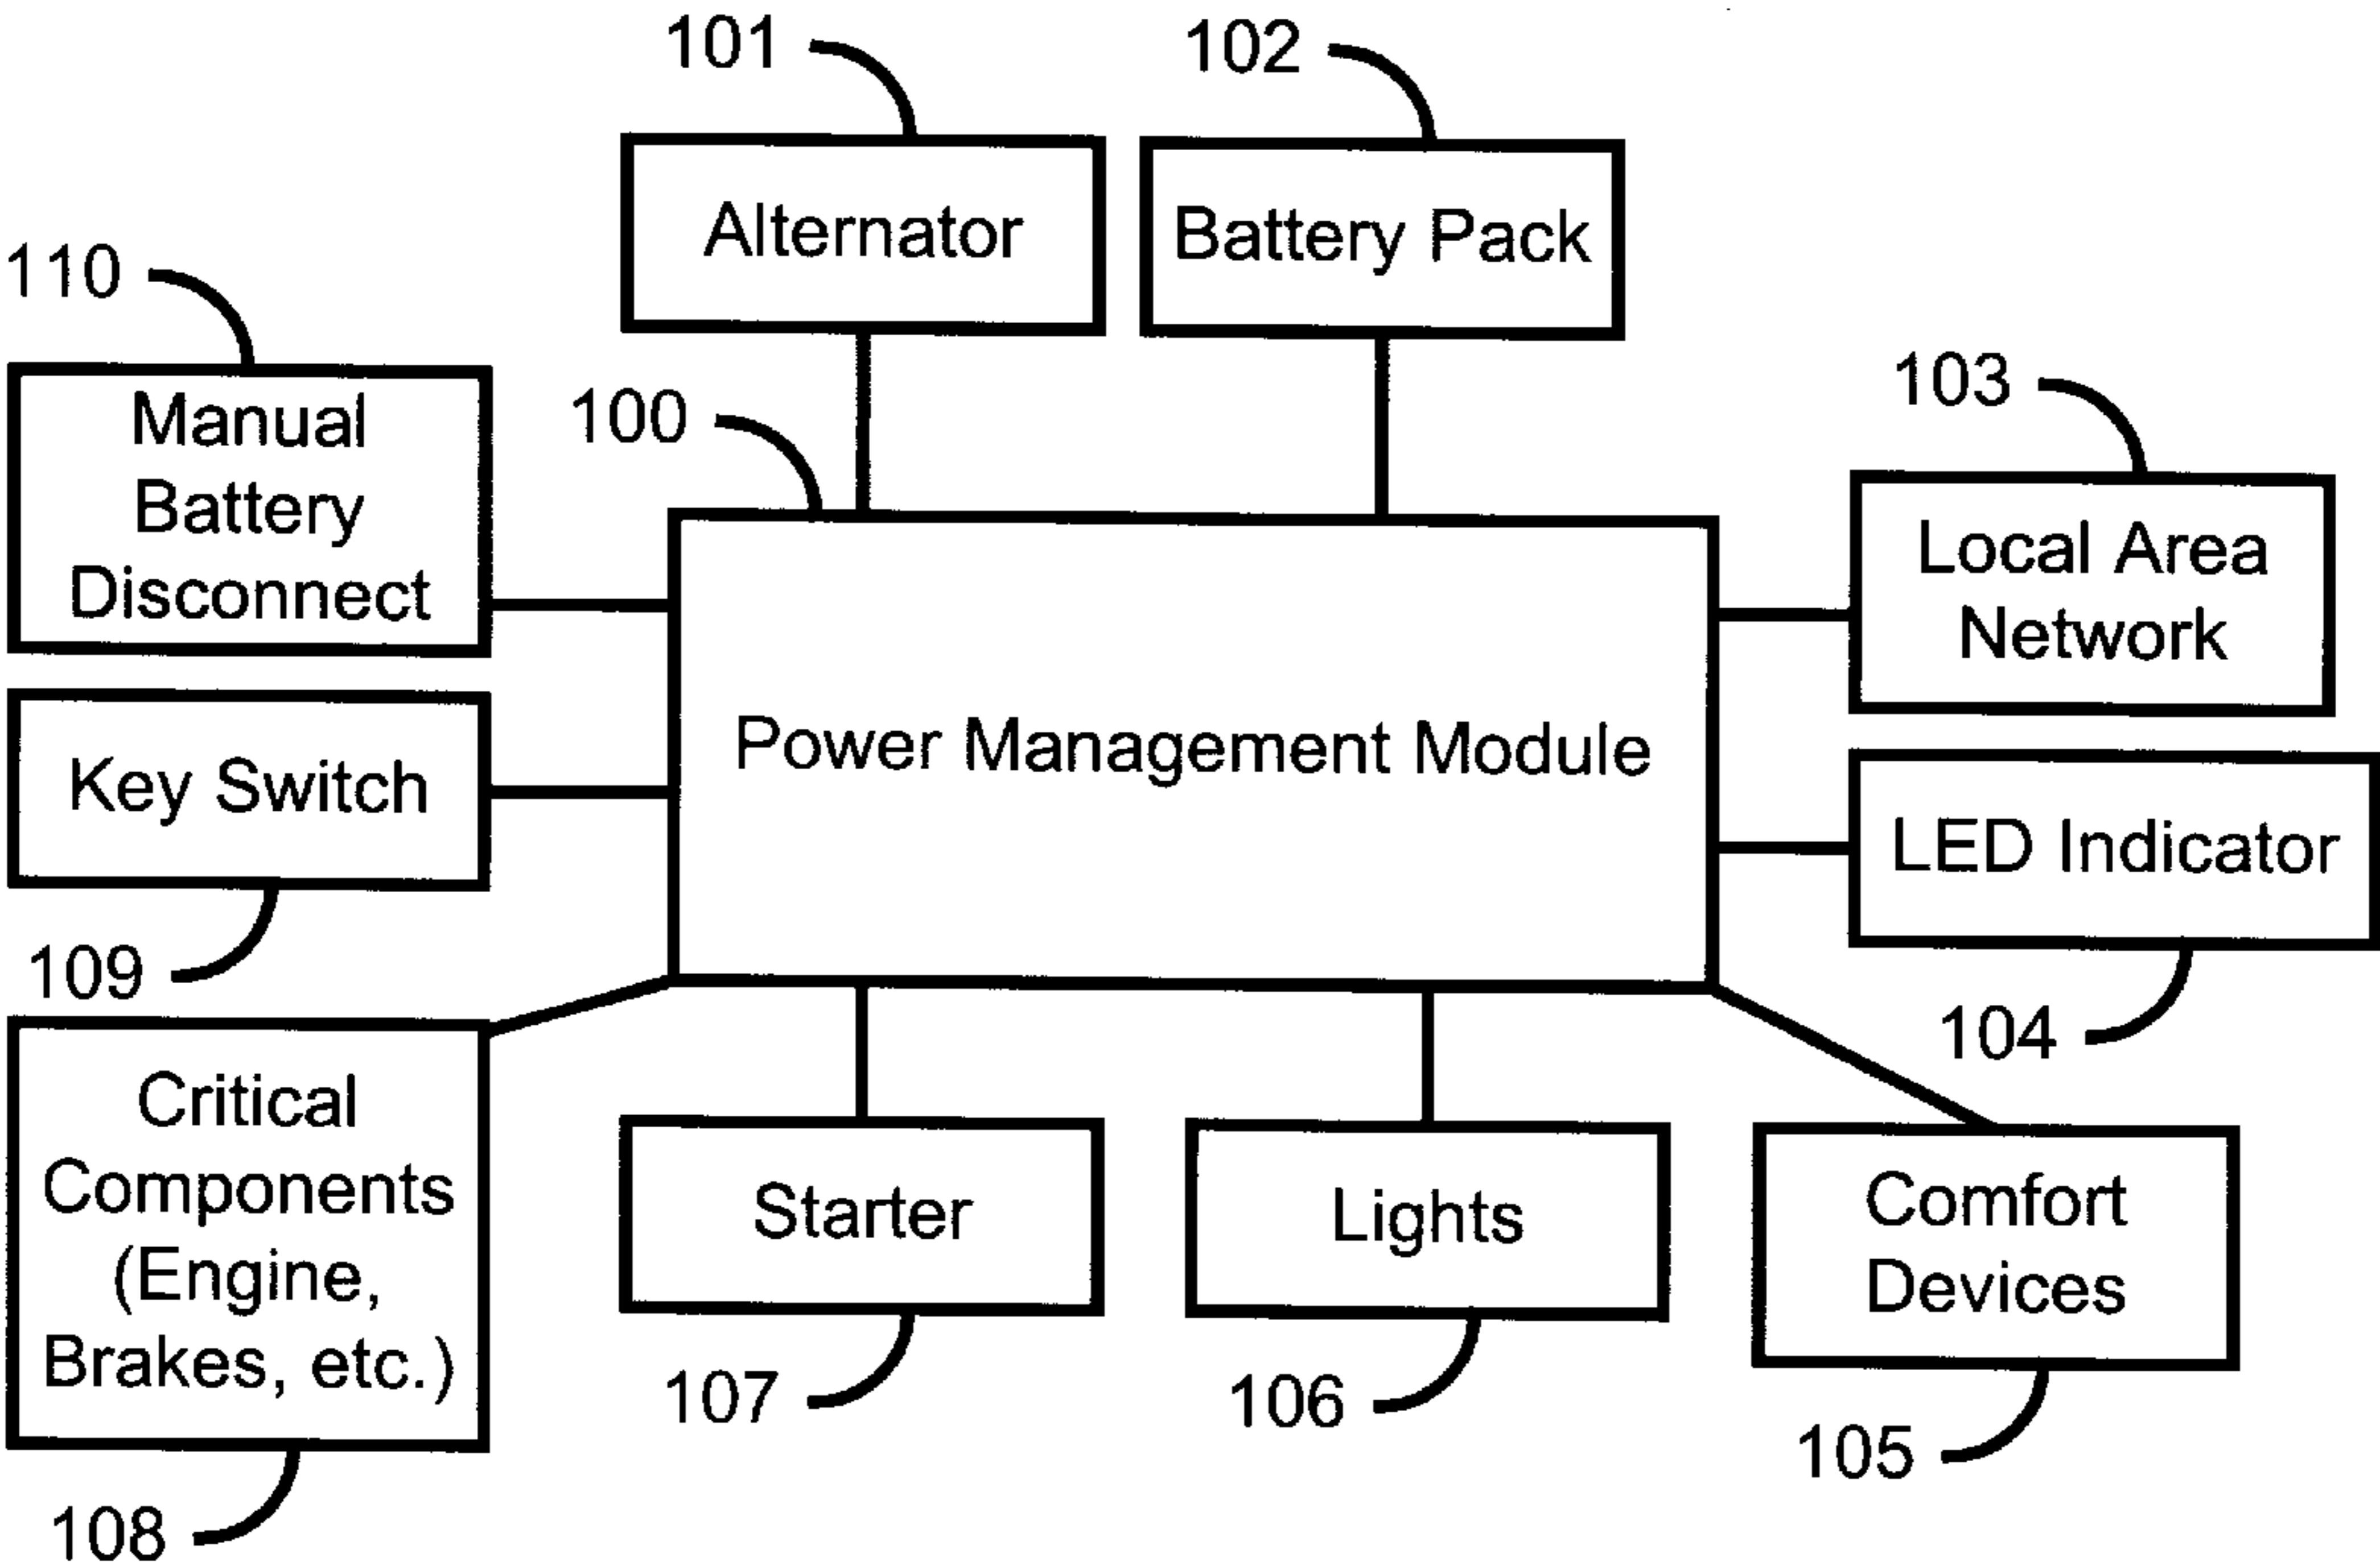 101
102
Alternator
Battery Pack
110
Manual
Battery
Disconnect
100
103
Local Area
Network
Power Management Module
Key Switch
LED Indicator
109
104
Critical
Components
(Engine,
Brakes, etc.)
Starter
Lights
Comfort
Devices
107
106
105
108